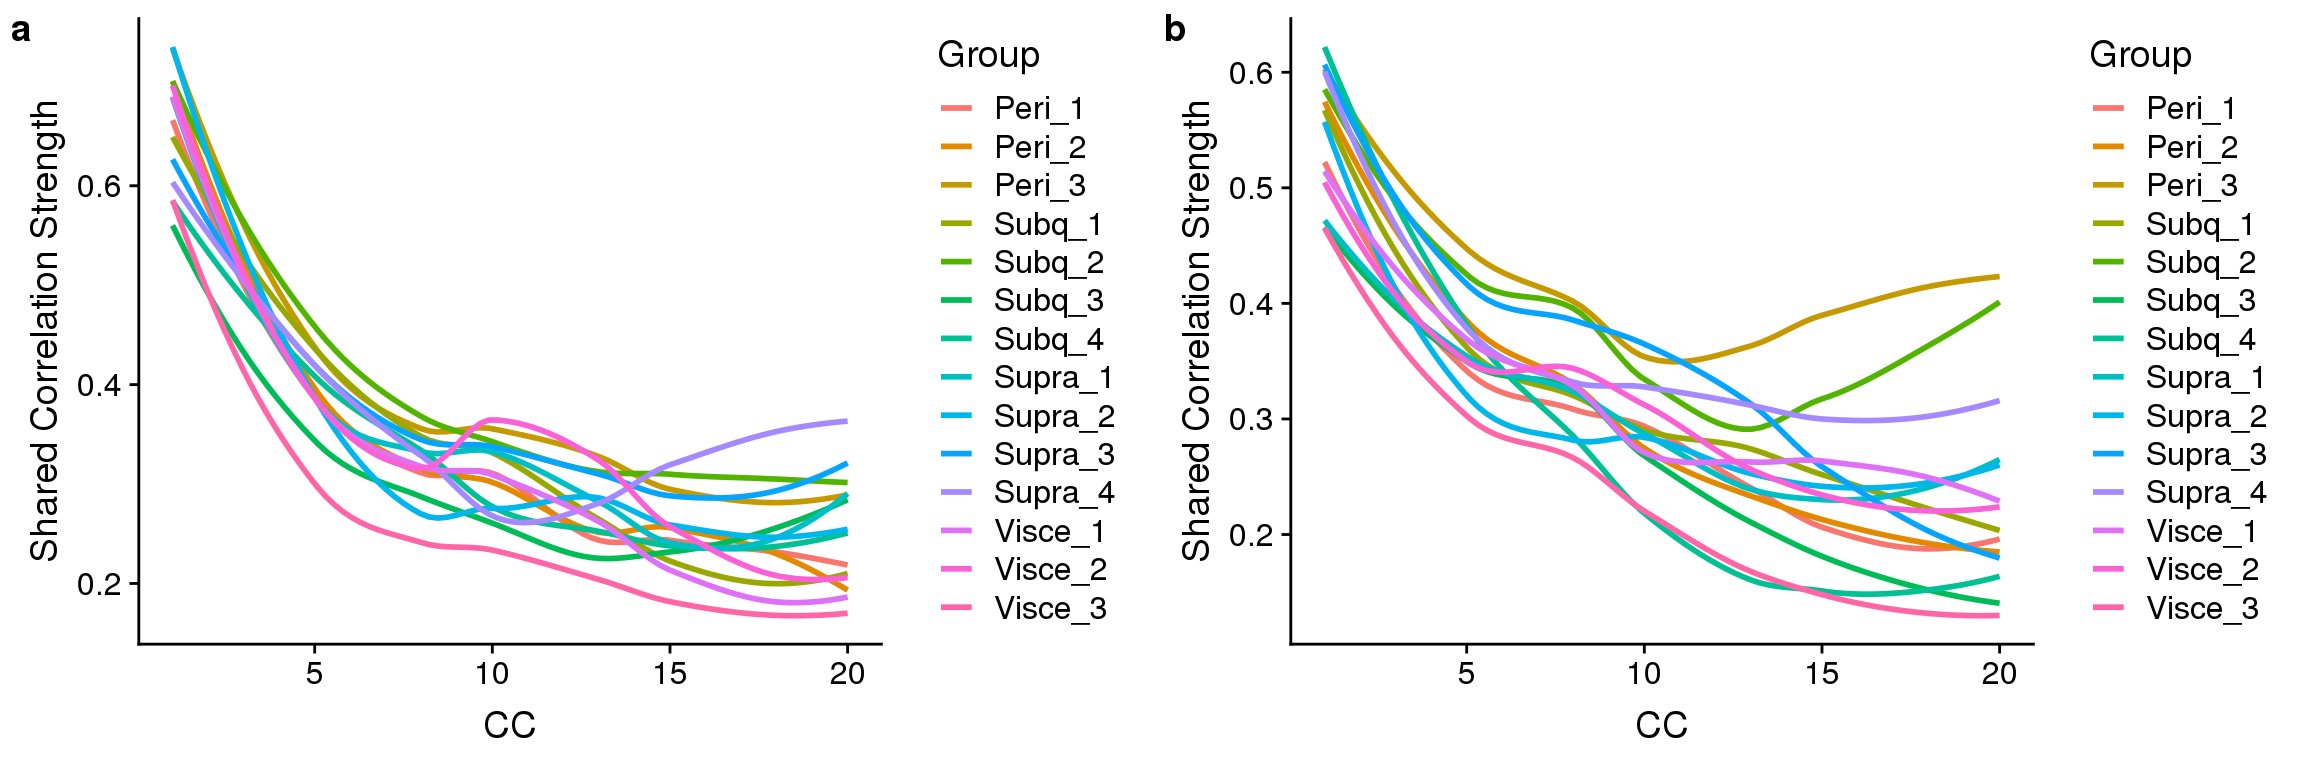 a
Shared Correlation Strength
0.6
0.4
0.2
5 10 15 20
CC
Group
Peri_1
Peri_2
Peri_3
Subq_1
Subq_2
Subq_3
Subq_4
Supra_1
Supra_2
Supra_3
Supra_4
Visce_1
Visce_2
Visce_3
b
Shared Correlation Strength
0.6
0.5
0.4
0.3
0.2
5 10 15 20
CC
Group
Peri_1
Peri_2
Peri_3
Subq_1
Subq_2
Subq_3
Subq_4
Supra_1
Supra_2
Supra_3
Supra_4
Visce_1
Visce_2
Visce_3